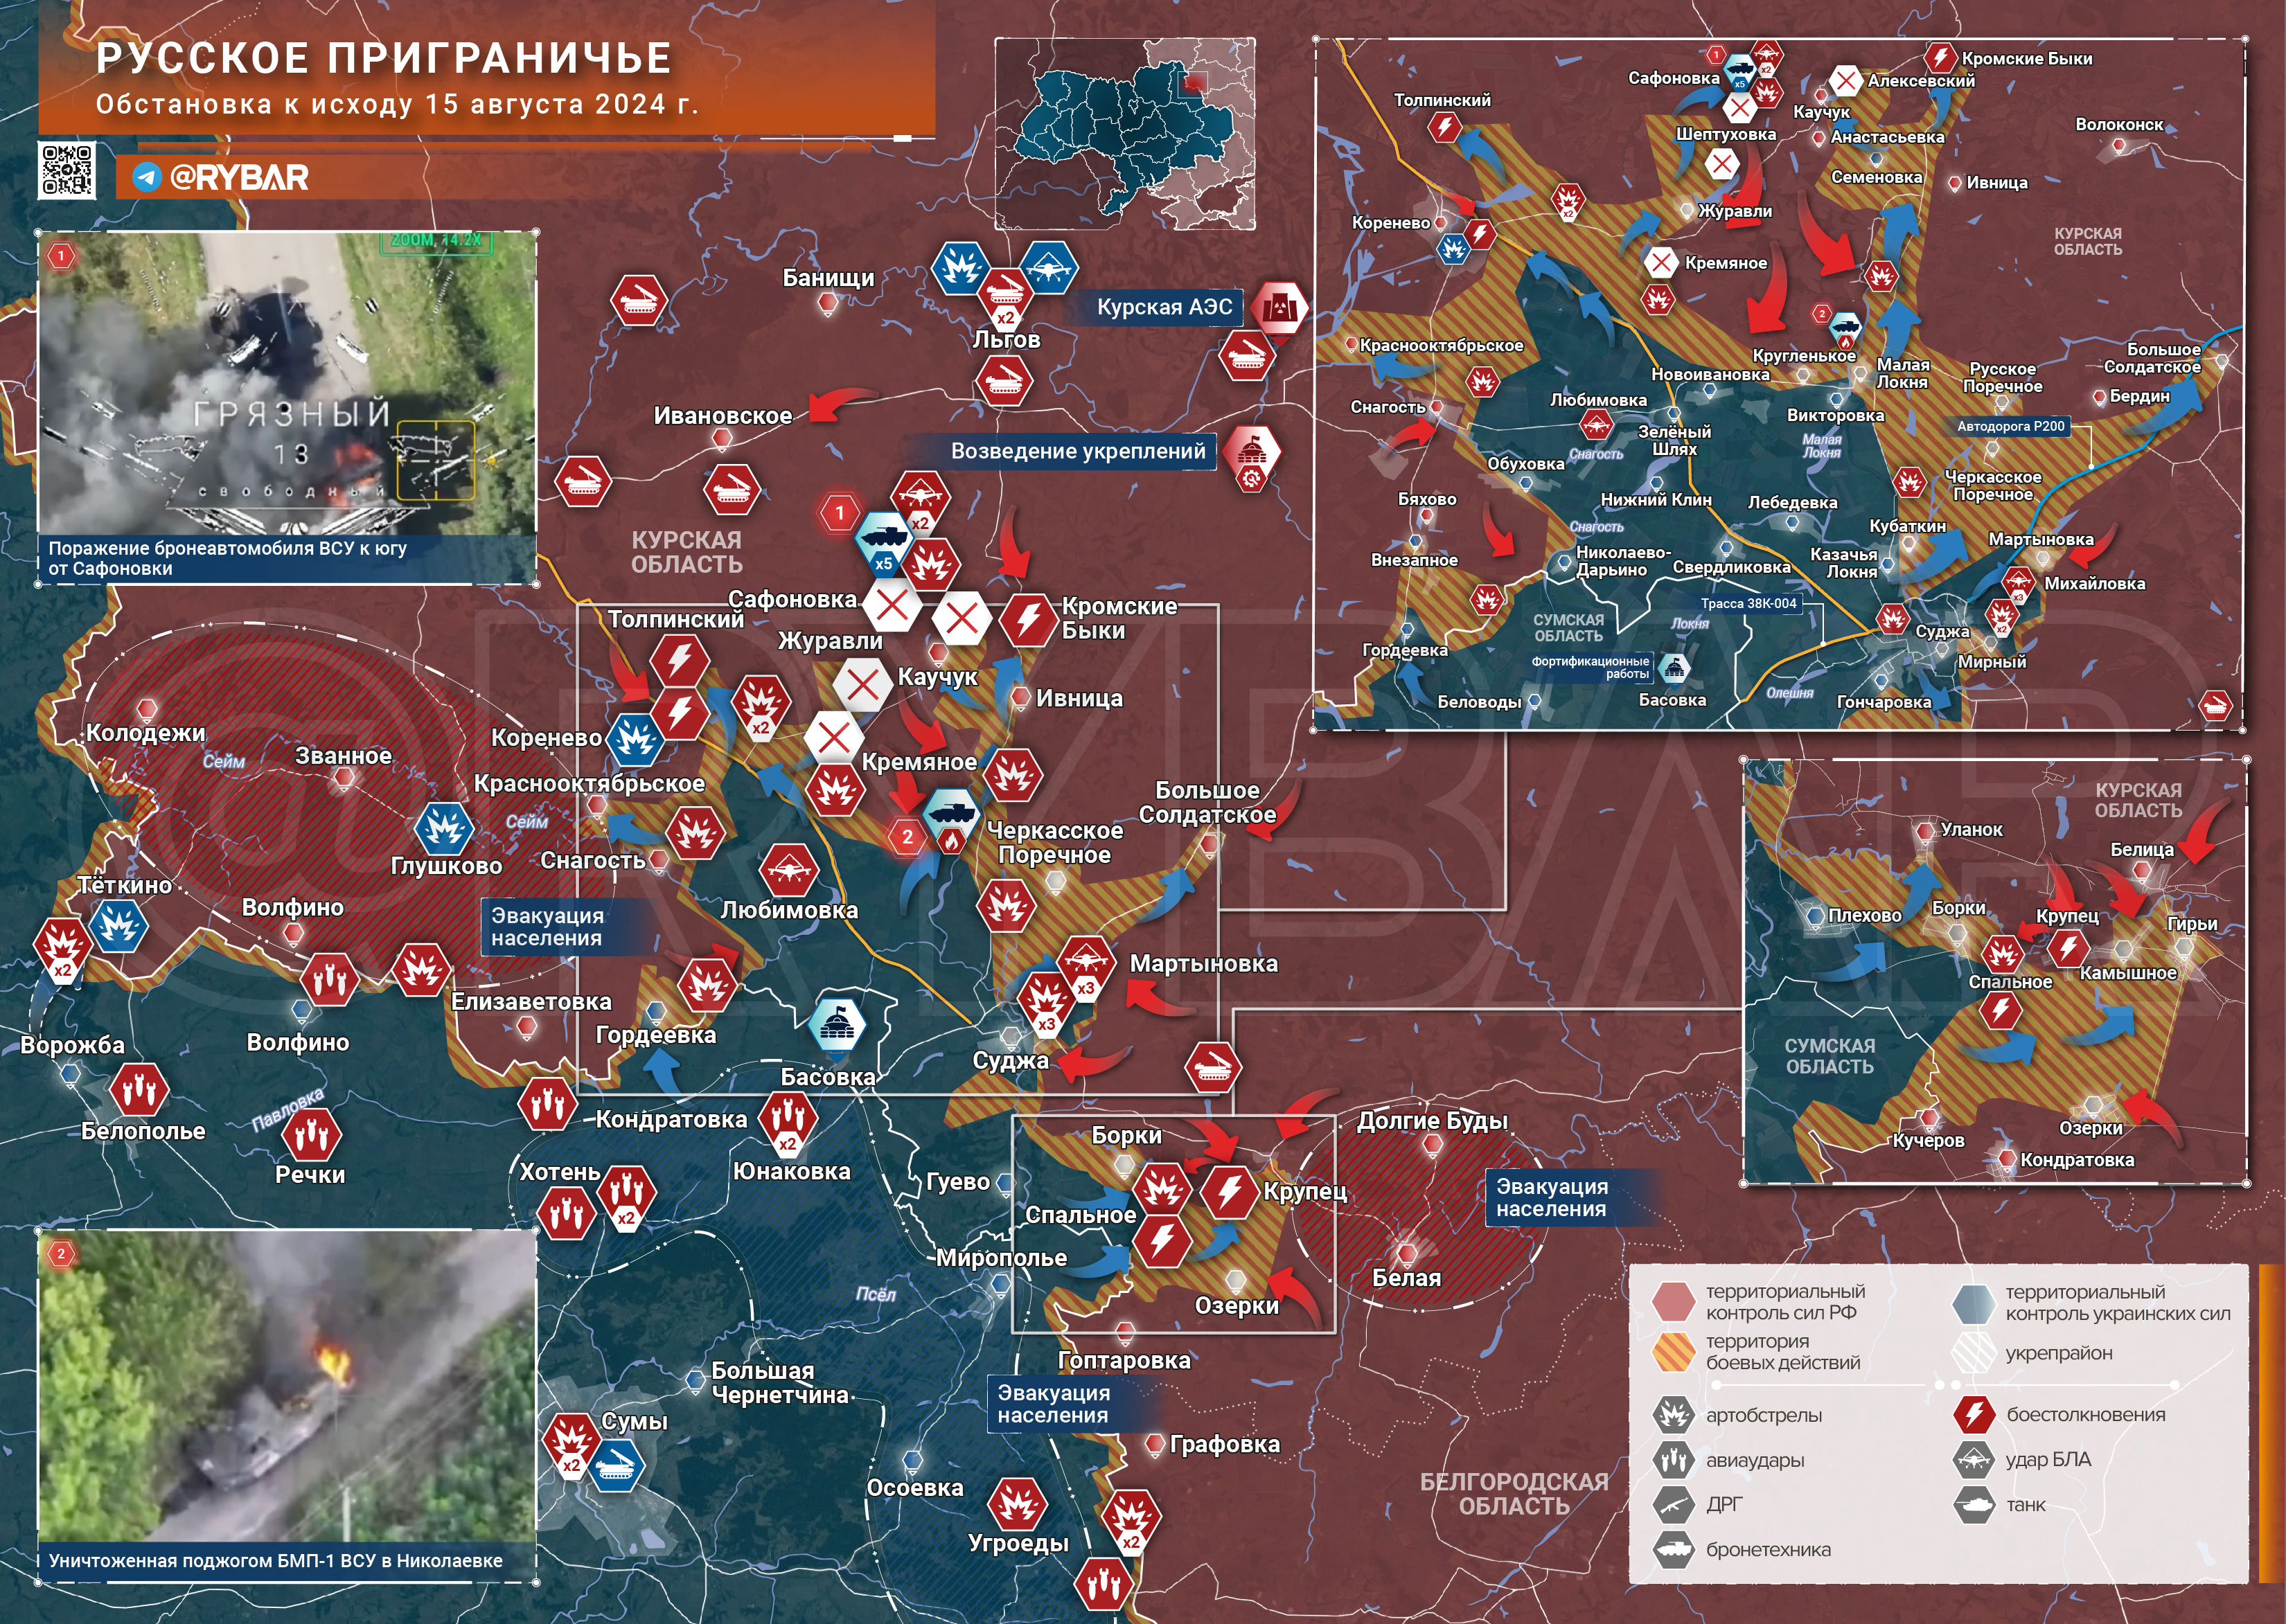 РУССКОЕ ПРИГРАНИЧЬЕ
Обстановка к исходу 15 августа 2024 г.
@RYBAR
1
ZOOM, 14.2X
ГРЯЗНЫЙ
13
свободный
Поражение бронеавтомобиля ВСУ к югу
от Сафоновки
Банищи
x2
Льгов
Курская АЭС
Ивановское
Возведение укреплений
КУРСКАЯ
ОБЛАСТЬ
1
x2
x5
Сафоновка
Толпинский
Кромские
Быки
Журавли
Каучук
Ивница
x2
Коренево
Кремяное
Краснооктябрьское
Колодежи
Сейм
Званное
Сейм
Глушково
Снагость
2
Большое
Солдатское
Черкасское
Поречное
Тёткино
Волфино
Любимовка
Эвакуация
населения
x2
Мартыновка
x3
x3
Елизаветовка
Гордеевка
Волфино
Ворожба
Суджа
Басовка
Белополье
Павловка
Речки
Кондратовка
x2
Юнаковка
Хотень
x2
Борки
Долгие Буды
Гуево
Крупец
Спальное
Эвакуация
населения
Мирополье
Белая
Озерки
Псёл
Гоптаровка
Большая
Чернетчина
Эвакуация
населения
Сумы
x2
Графовка
Осоевка
БЕЛГОРОДСКАЯ
ОБЛАСТЬ
Угроеды
x2
2
Уничтоженная поджогом БМП-1 ВСУ в Николаевке
1
x2
x5
Сафоновка
Кромские Быки
Алексевский
Толпинский
Каучук
Шептуховка
Анастасьевка
Волоконск
Семеновка
Ивница
x2
Журавли
Коренево
КУРСКАЯ
ОБЛАСТЬ
Кремяное
2
Краснооктябрьское
Кругленькое
Большое
Солдатское
Малая
Локня
Русское
Поречное
Новоивановка
Бердин
Снагость
Любимовка
Викторовка
Автодорога Р200
Зелёный
Шлях
Малая
Локня
Снагость
Обуховка
Черкасское
Поречное
Нижний Клин
Лебедевка
Бяхово
Снагость
Кубаткин
Мартыновка
Внезапное
Николаево-
Дарьино
Свердликовка
Казачья
Локня
Михайловка
x3
Трасса 38К-004
x2
СУМСКАЯ
ОБЛАСТЬ
Локня
Суджа
Гордеевка
Мирный
Фортификационные
работы
Олешня
Беловоды
Басовка
Гончаровка
КУРСКАЯ
ОБЛАСТЬ
Уланок
Белица
Плехово
Борки
Крупец
Гирьи
Камышное
Спальное
СУМСКАЯ
ОБЛАСТЬ
Озерки
Кучеров
Кондратовка
территориальный
контроль сил РФ
территориальный
контроль украинских сил
территория
боевых действий
укрепрайон
артобстрелы
боестолкновения
авиаудары
удар БЛА
ДРГ
танк
бронетехника
@RYBAR